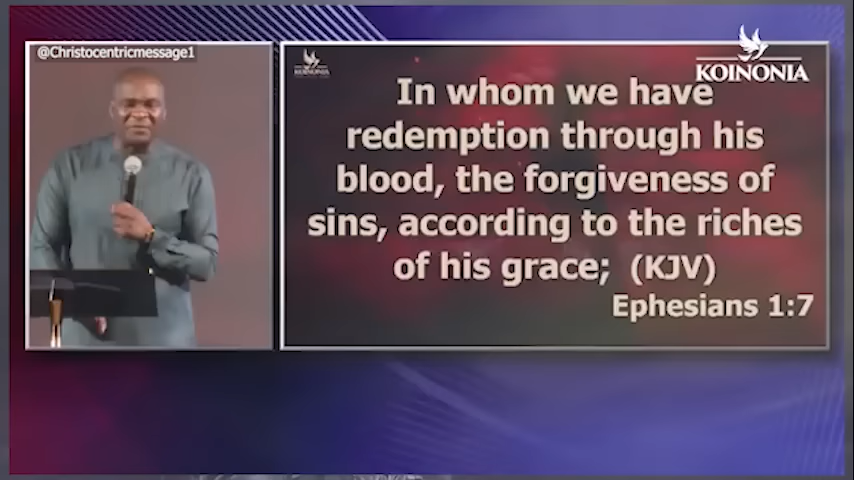 @Christocentricmessage1
KOINONIA
KOINONIA
In whom we have
redemption through his
blood, the forgiveness of
sins, according to the riches
of his grace; (KJV)
Ephesians 1:7